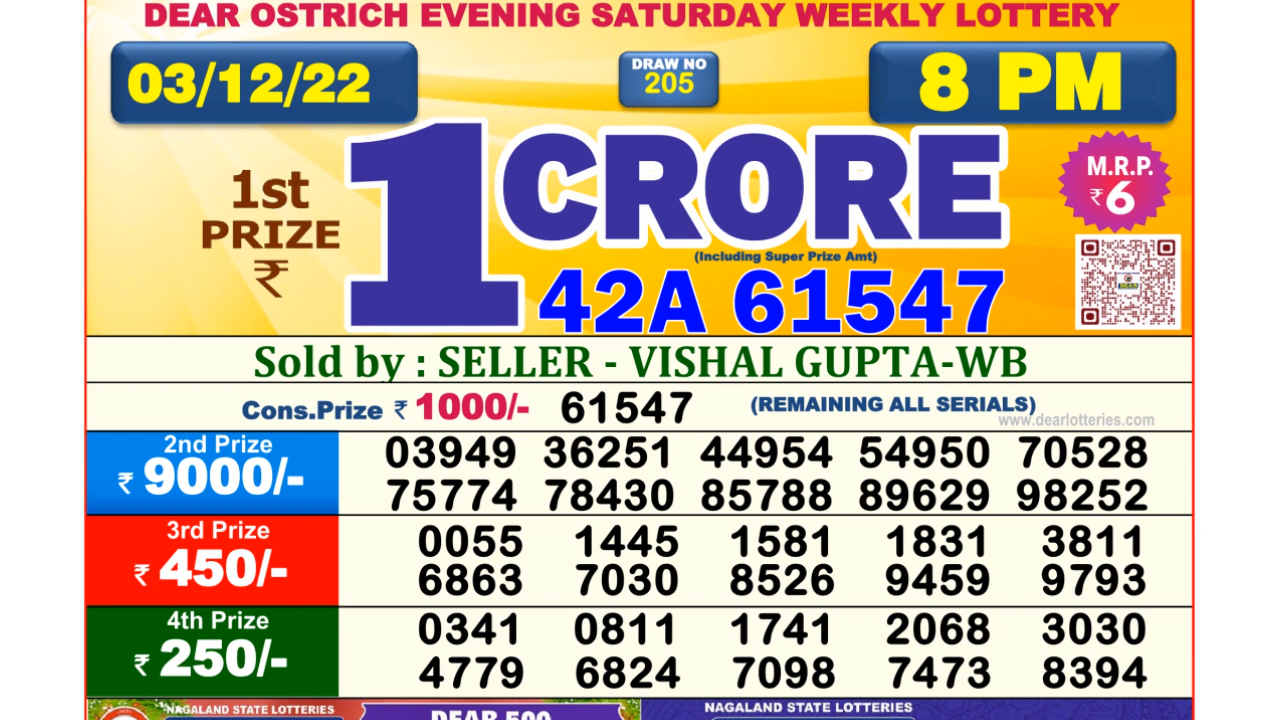 DEAR OSTRICH EVENING SATURDAY WEEKLY LOTTERY
03/12/22
DRAW NO
205
8 PM
1st
PRIZE
₹
1 CRORE
(Including Super Prize Amt)
42A 61547
M.R.P.
₹ 6
DEAR
Sold by : SELLER - VISHAL GUPTA-WB
Cons.Prize ₹ 1000/- 61547 (REMAINING ALL SERIALS)
www.dearlotteries.com
2nd Prize
₹ 9000/-
03949 36251 44954 54950 70528
75774 78430 85788 89629 98252
3rd Prize
₹ 450/-
0055 1445 1581 1831 3811
6863 7030 8526 9459 9793
4th Prize
₹ 250/-
0341 0811 1741 2068 3030
4779 6824 7098 7473 8394
NAGALAND STATE LOTTERIES
DEAR 500
NAGALAND STATE LOTTERIES